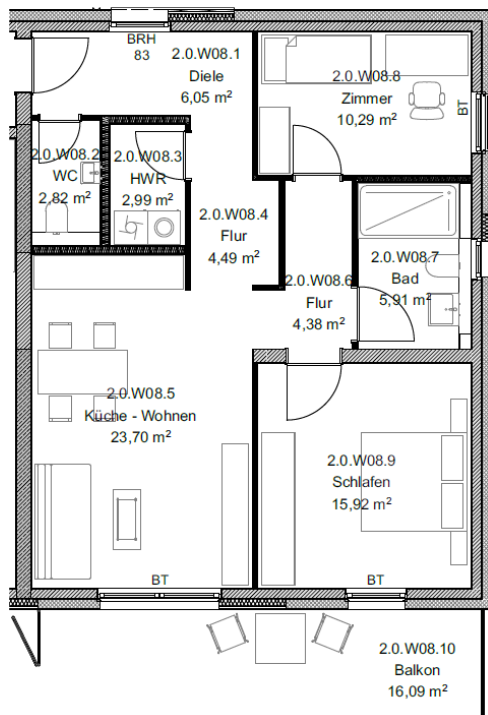 BRH
83
2.0.W08.1
Diele
6,05 m²
2.0.W08.8
Zimmer
10,29 m²
BT
2.0.W08.2
WC
2,82 m²
2.0.W08.3
HWR
2,99 m²
2.0.W08.4
Flur
4,49 m²
2.0.W08.6
Flur
4,38 m²
2.0.W08.7
Bad
5,91 m²
2.0.W08.5
Küche - Wohnen
23,70 m²
2.0.W08.9
Schlafen
15,92 m²
BT
BT
2.0.W08.10
Balkon
16,09 m²